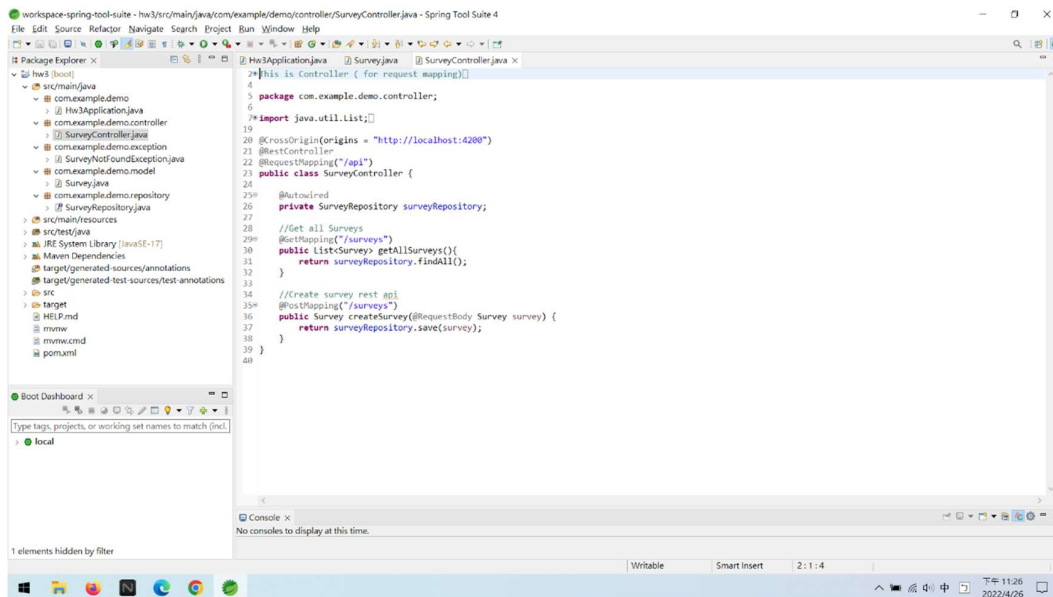 workspace-spring-tool-suite - hw3/src/main/java/com/example/demo/controller/SurveyController.java - Spring Tool Suite 4
File Edit Source Refactor Navigate Search Project Run Window Help
Package Explorer
hw3 [boot]
src/main/java
com.example.demo
Hw3Application.java
com.example.demo.controller
SurveyController.java
com.example.demo.exception
SurveyNotFoundException.java
com.example.demo.model
Survey.java
com.example.demo.repository
SurveyRepository.java
src/main/resources
src/test/java
JRE System Library [JavaSE-17]
Maven Dependencies
target/generated-sources/annotations
target/generated-test-sources/test-annotations
src
target
HELP.md
mvnw
mvnw.cmd
pom.xml
Boot Dashboard
Type tags, projects, or working set names to match (incl.
local
1 elements hidden by filter
Hw3Application.java Survey.java SurveyController.java
2 This is Controller ( for request mapping)
4
5 package com.example.demo.controller;
6
7 import java.util.List;
19
20 @CrossOrigin(origins = "http://localhost:4200")
21 @RestController
22 @RequestMapping("/api")
23 public class SurveyController {
24
25 @Autowired
26 private SurveyRepository surveyRepository;
27
28 //Get all Surveys
29 @GetMapping("/surveys")
30 public List<Survey> getAllSurveys(){
31 return surveyRepository.findAll();
32 }
33
34 //Create survey rest api
35 @PostMapping("/surveys")
36 public Survey createSurvey(@RequestBody Survey survey) {
37 return surveyRepository.save(survey);
38 }
39 }
40
Console
No consoles to display at this time.
Writable Smart Insert 2:1:4
中 下午 11:26
2022/4/26